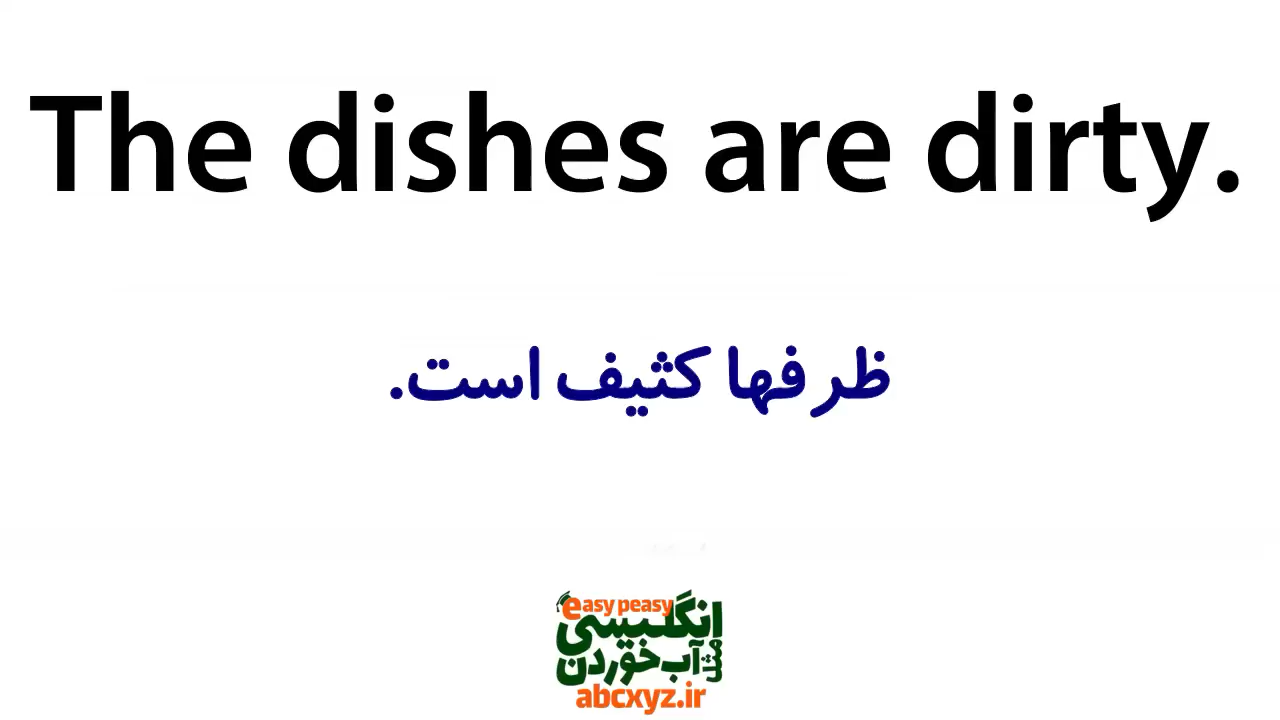 The dishes are dirty.
ظرفها کثیف است.
easy peasy
انگلیسی
مثل آب خوردن
abcxyz.ir